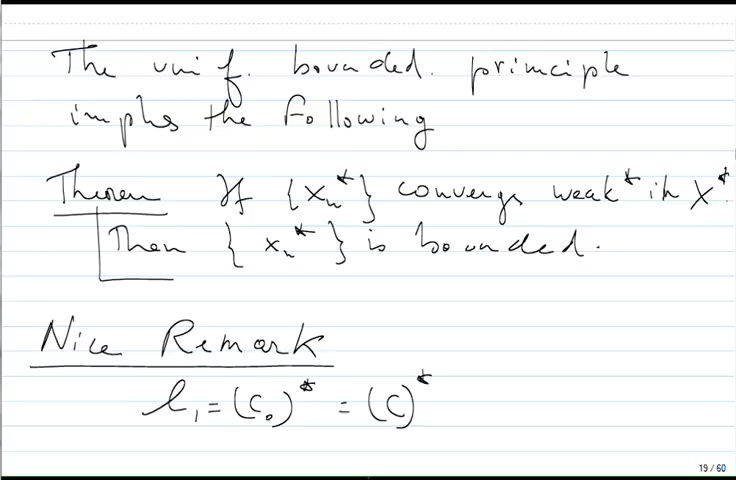 The unif. bounded. principle
implies the following
Theorem If {xₙ*} converges weak* in X*.
Then {xₙ*} is bounded.
Nice Remark
l₁ = (c₀)* = (c)*
19 / 60